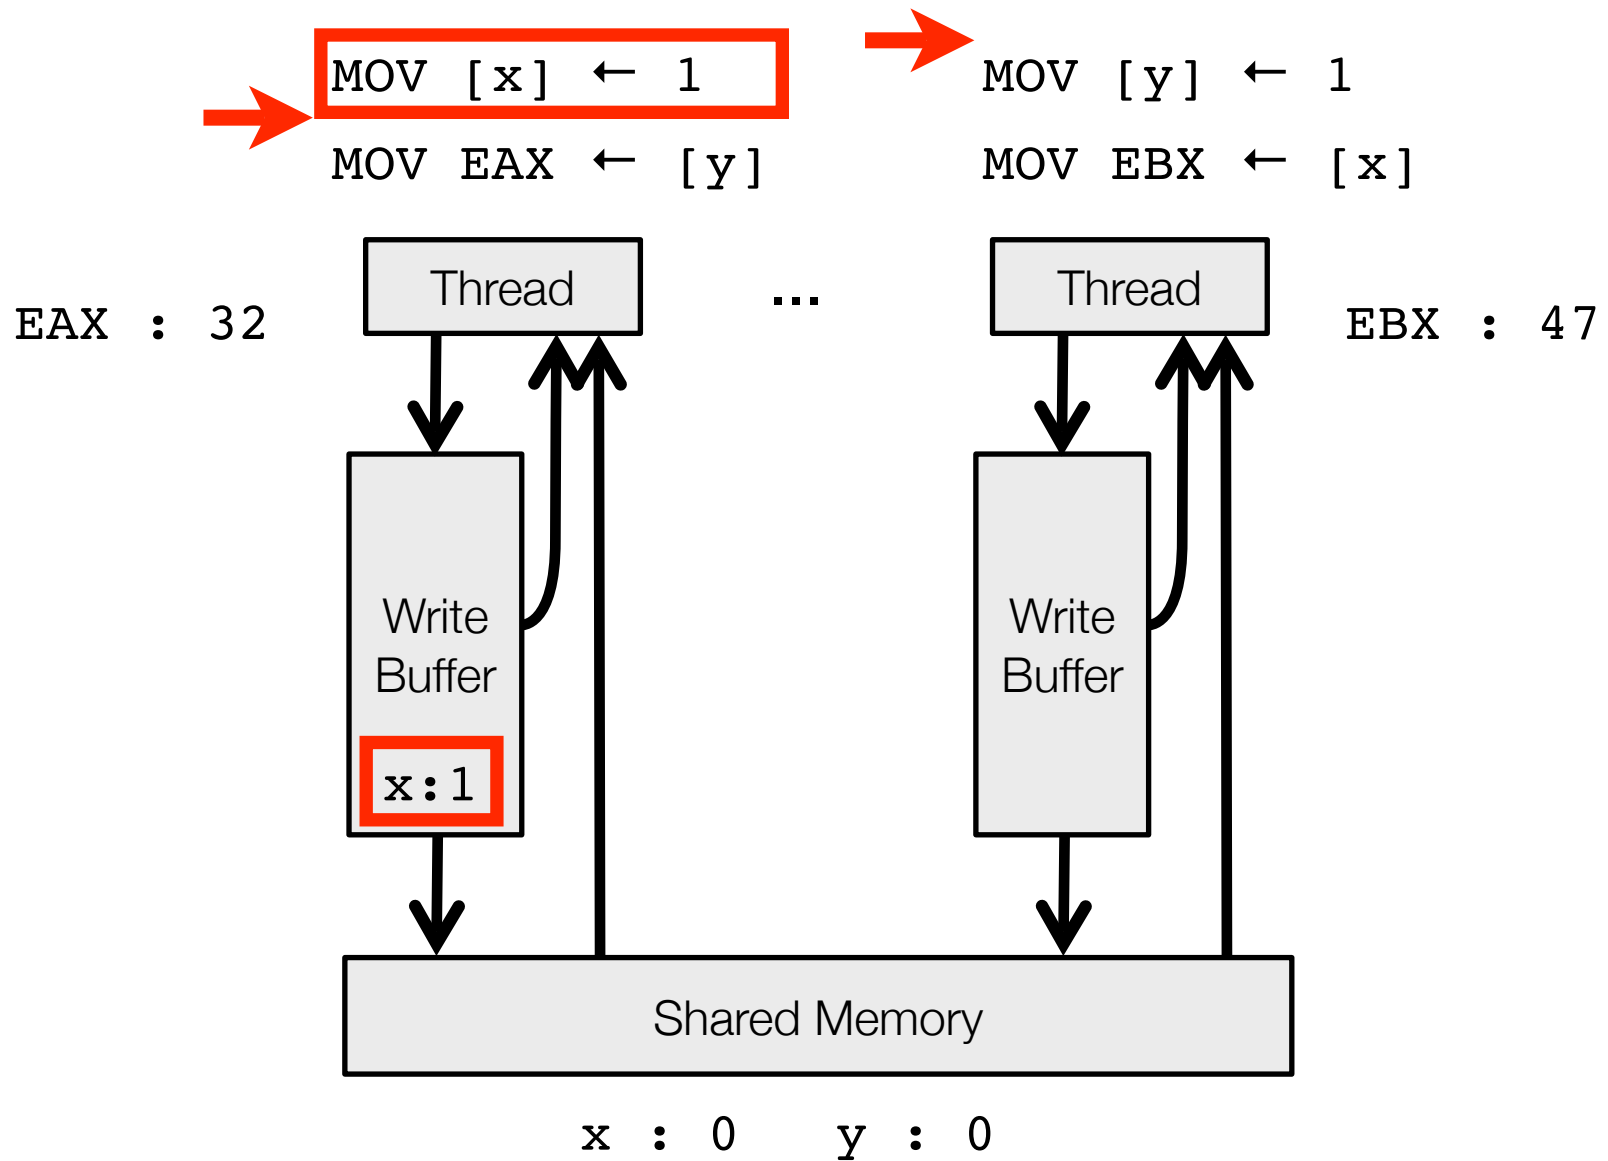 MOV [x] ← 1
MOV EAX ← [y]
MOV [y] ← 1
MOV EBX ← [x]
Thread
...
Thread
EAX : 32
EBX : 47
Write
Buffer
x:1
Write
Buffer
Shared Memory
x : 0 y : 0